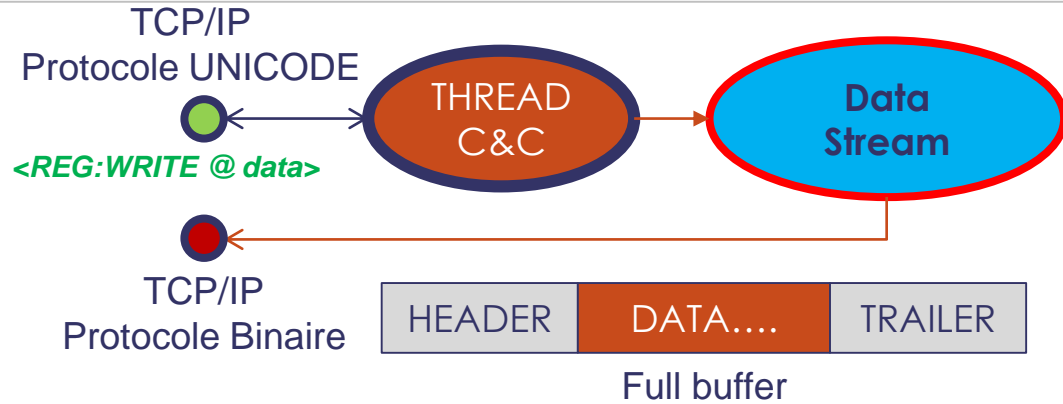 TCP/IP
Protocole UNICODE
THREAD
C&C
Data
Stream
<REG:WRITE @ data>
TCP/IP
Protocole Binaire
HEADER
DATA....
TRAILER
Full buffer